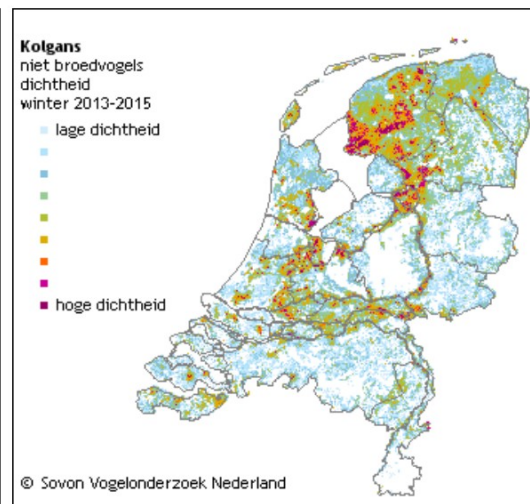 Kolgans
niet broedvogels
dichtheid
winter 2013-2015
lage dichtheid
hoge dichtheid
© Sovon Vogelonderzoek Nederland